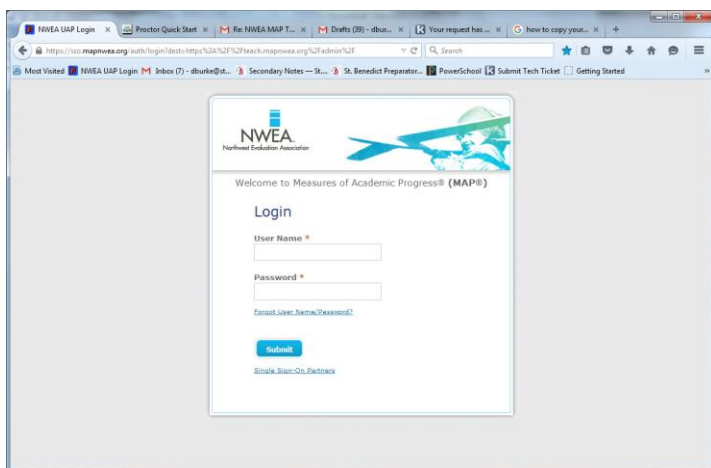 NWEA UAP Login × Proctor Quick Start × Re: NWEA MAP T... × Drafts (39) - dbur... × Your request has ... × G how to copy your... × +
https://sso.mapnwea.org/auth/login?dest=https%3A%2F%2Fteach.mapnwea.org%2Fadmin%2F Search
Most Visited NWEA UAP Login Inbox (7) - dburke@st... Secondary Notes — St... St. Benedict Preparator... PowerSchool Submit Tech Ticket Getting Started »
NWEA
Northwest Evaluation Association
Welcome to Measures of Academic Progress® (MAP®)
Login
User Name *
Password *
Forgot User Name/Password?
Submit
Single Sign-On Partners